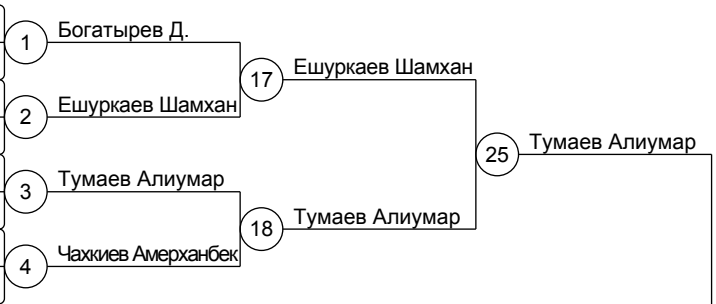 1 Богатырев Д.
17 Ешуркаев Шамхан
2 Ешуркаев Шамхан
25 Тумаев Алиумар
3 Тумаев Алиумар
18 Тумаев Алиумар
4 Чахкиев Амерханбек